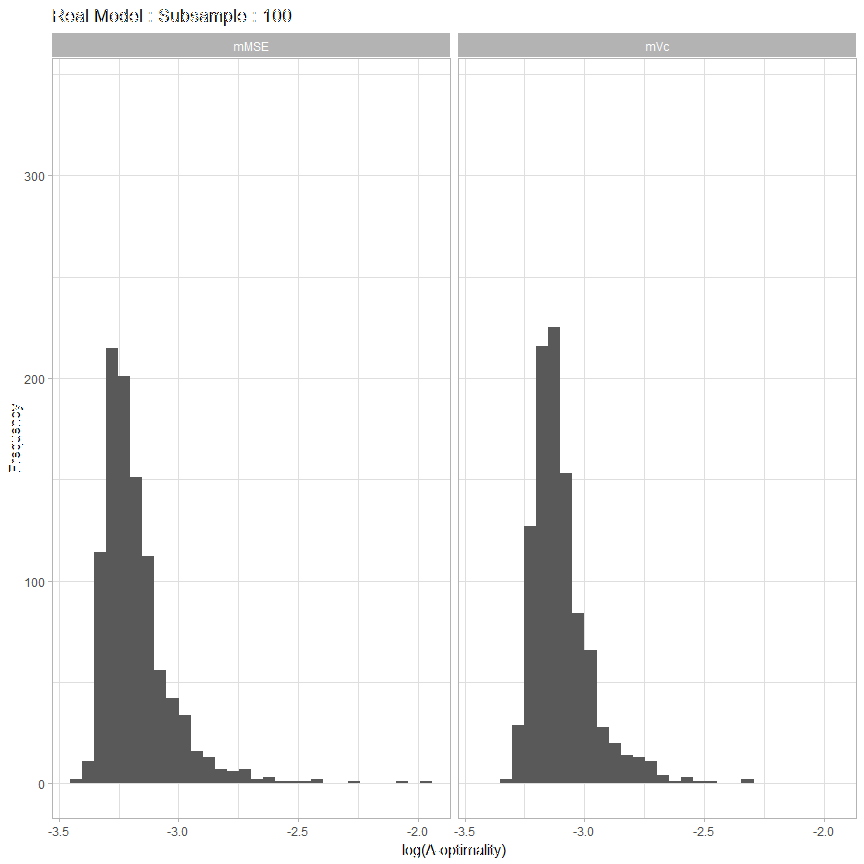 Real Model : Subsample : 100
mMSE mVc
300
200
100
0
-3.5 -3.0 -2.5 -2.0 -3.5 -3.0 -2.5 -2.0
Frequency
log(A-optimality)